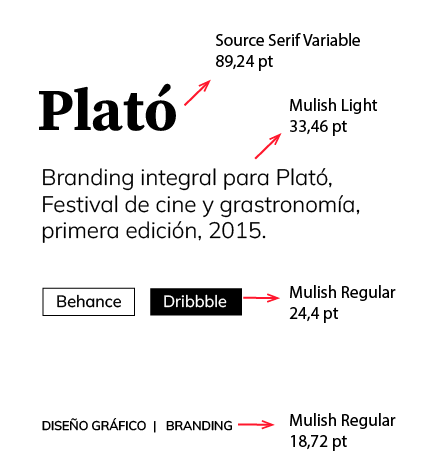 Source Serif Variable
89,24 pt
Plató
Mulish Light
33,46 pt
Branding integral para Plató,
Festival de cine y grastronomía,
primera edición, 2015.
Behance
Dribbble
Mulish Regular
24,4 pt
DISEÑO GRÁFICO | BRANDING
Mulish Regular
18,72 pt